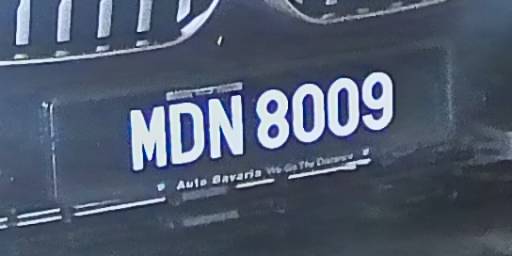 MDN 8009
Auto Bavaria We Go The Distance